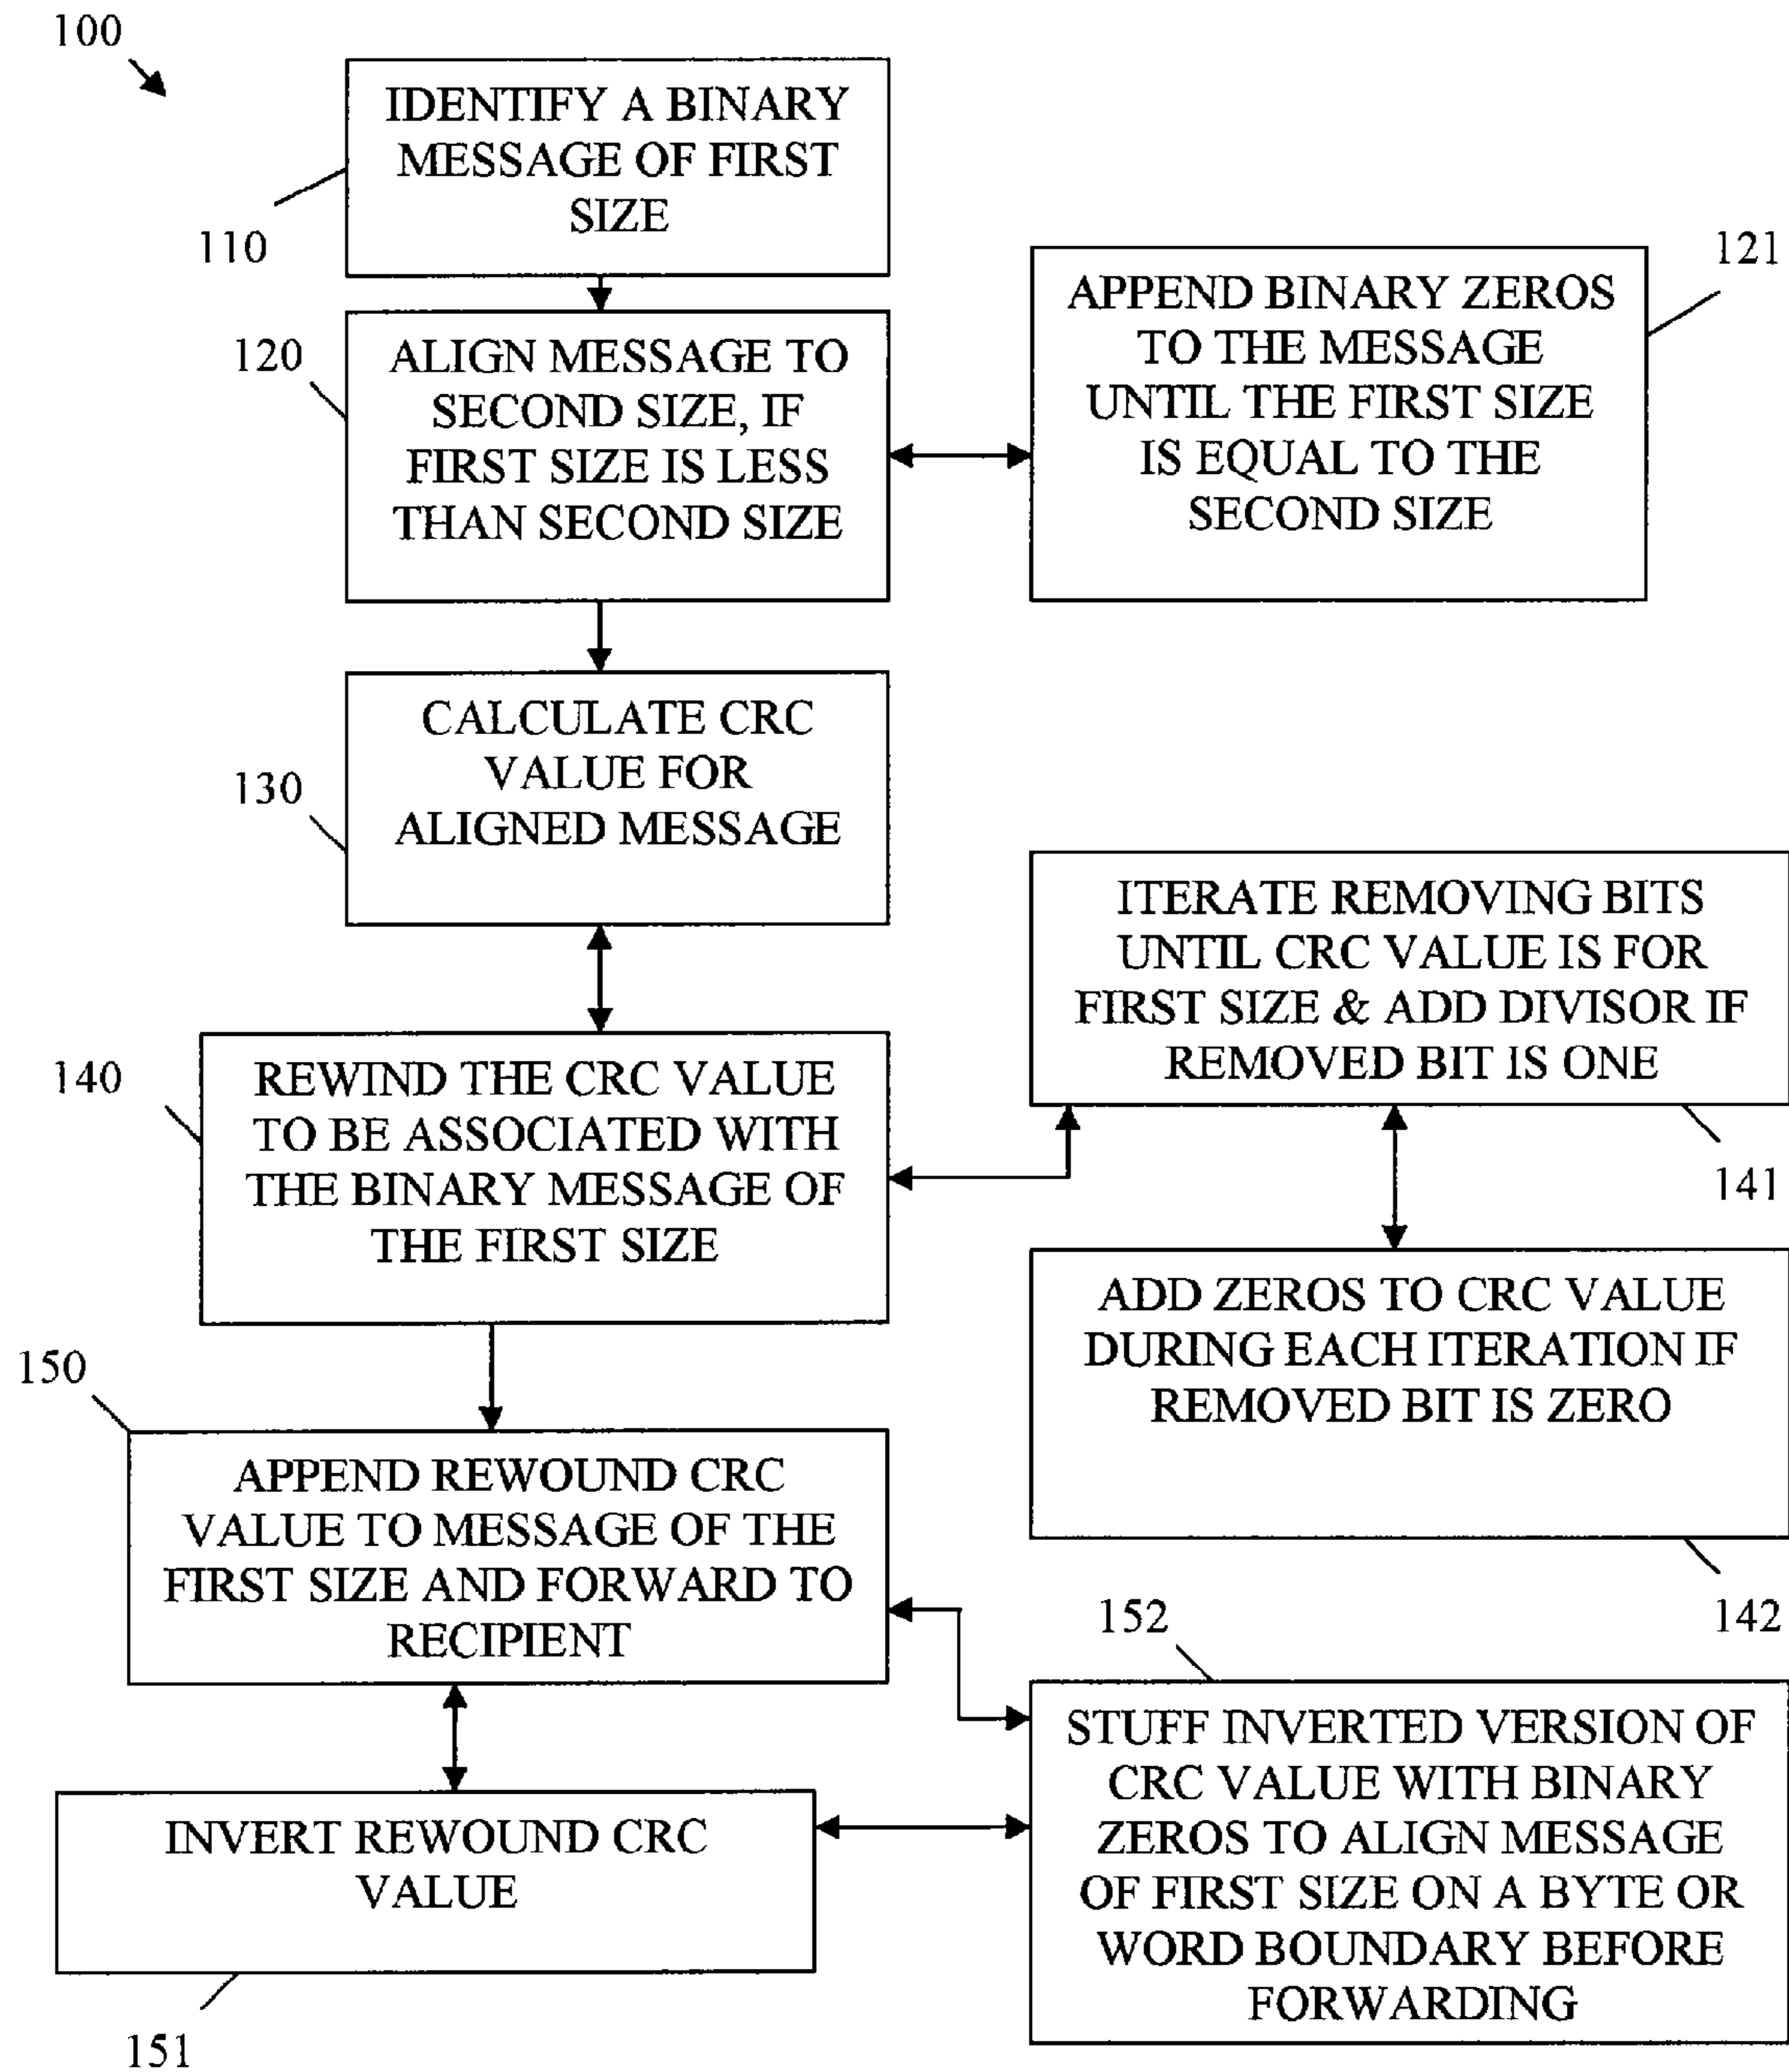 100
IDENTIFY A BINARY
MESSAGE OF FIRST
SIZE
110
120
ALIGN MESSAGE TO
SECOND SIZE, IF
FIRST SIZE IS LESS
THAN SECOND SIZE
121
APPEND BINARY ZEROS
TO THE MESSAGE
UNTIL THE FIRST SIZE
IS EQUAL TO THE
SECOND SIZE
130
CALCULATE CRC
VALUE FOR
ALIGNED MESSAGE
140
REWIND THE CRC VALUE
TO BE ASSOCIATED WITH
THE BINARY MESSAGE OF
THE FIRST SIZE
ITERATE REMOVING BITS
UNTIL CRC VALUE IS FOR
FIRST SIZE & ADD DIVISOR IF
REMOVED BIT IS ONE
141
ADD ZEROS TO CRC VALUE
DURING EACH ITERATION IF
REMOVED BIT IS ZERO
142
150
APPEND REWOUND CRC
VALUE TO MESSAGE OF THE
FIRST SIZE AND FORWARD TO
RECIPIENT
INVERT REWOUND CRC
VALUE
151
152
STUFF INVERTED VERSION OF
CRC VALUE WITH BINARY
ZEROS TO ALIGN MESSAGE
OF FIRST SIZE ON A BYTE OR
WORD BOUNDARY BEFORE
FORWARDING